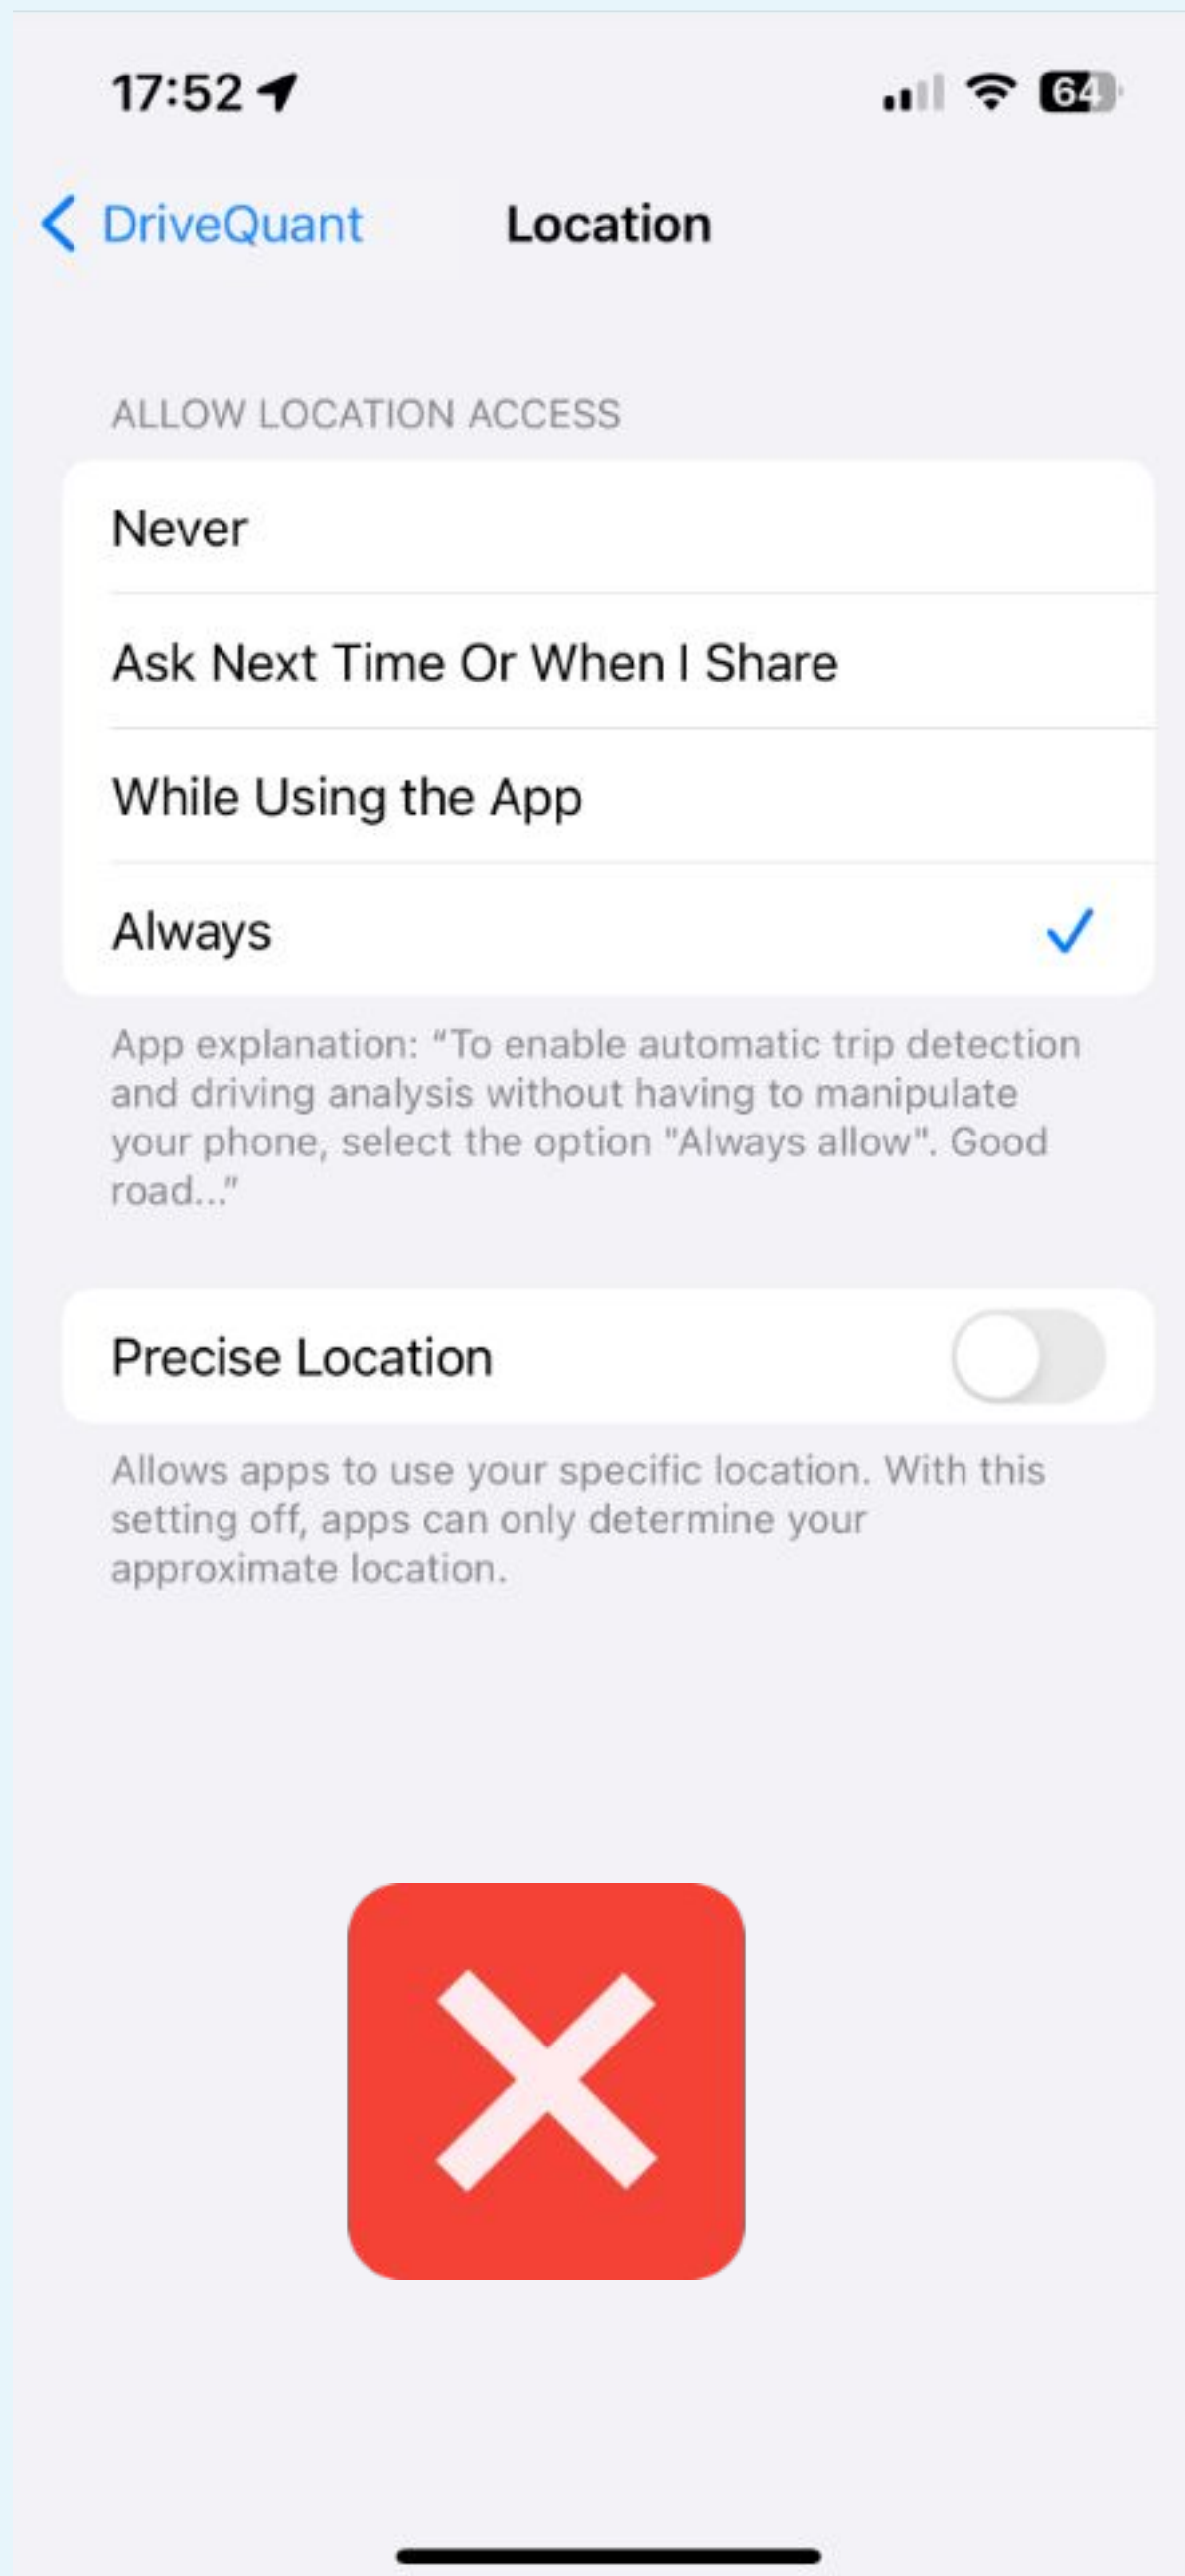 17:52
64
DriveQuant
Location
ALLOW LOCATION ACCESS
Never
Ask Next Time Or When I Share
While Using the App
Always
App explanation: “To enable automatic trip detection
and driving analysis without having to manipulate
your phone, select the option "Always allow". Good
road...”
Precise Location
Allows apps to use your specific location. With this
setting off, apps can only determine your
approximate location.